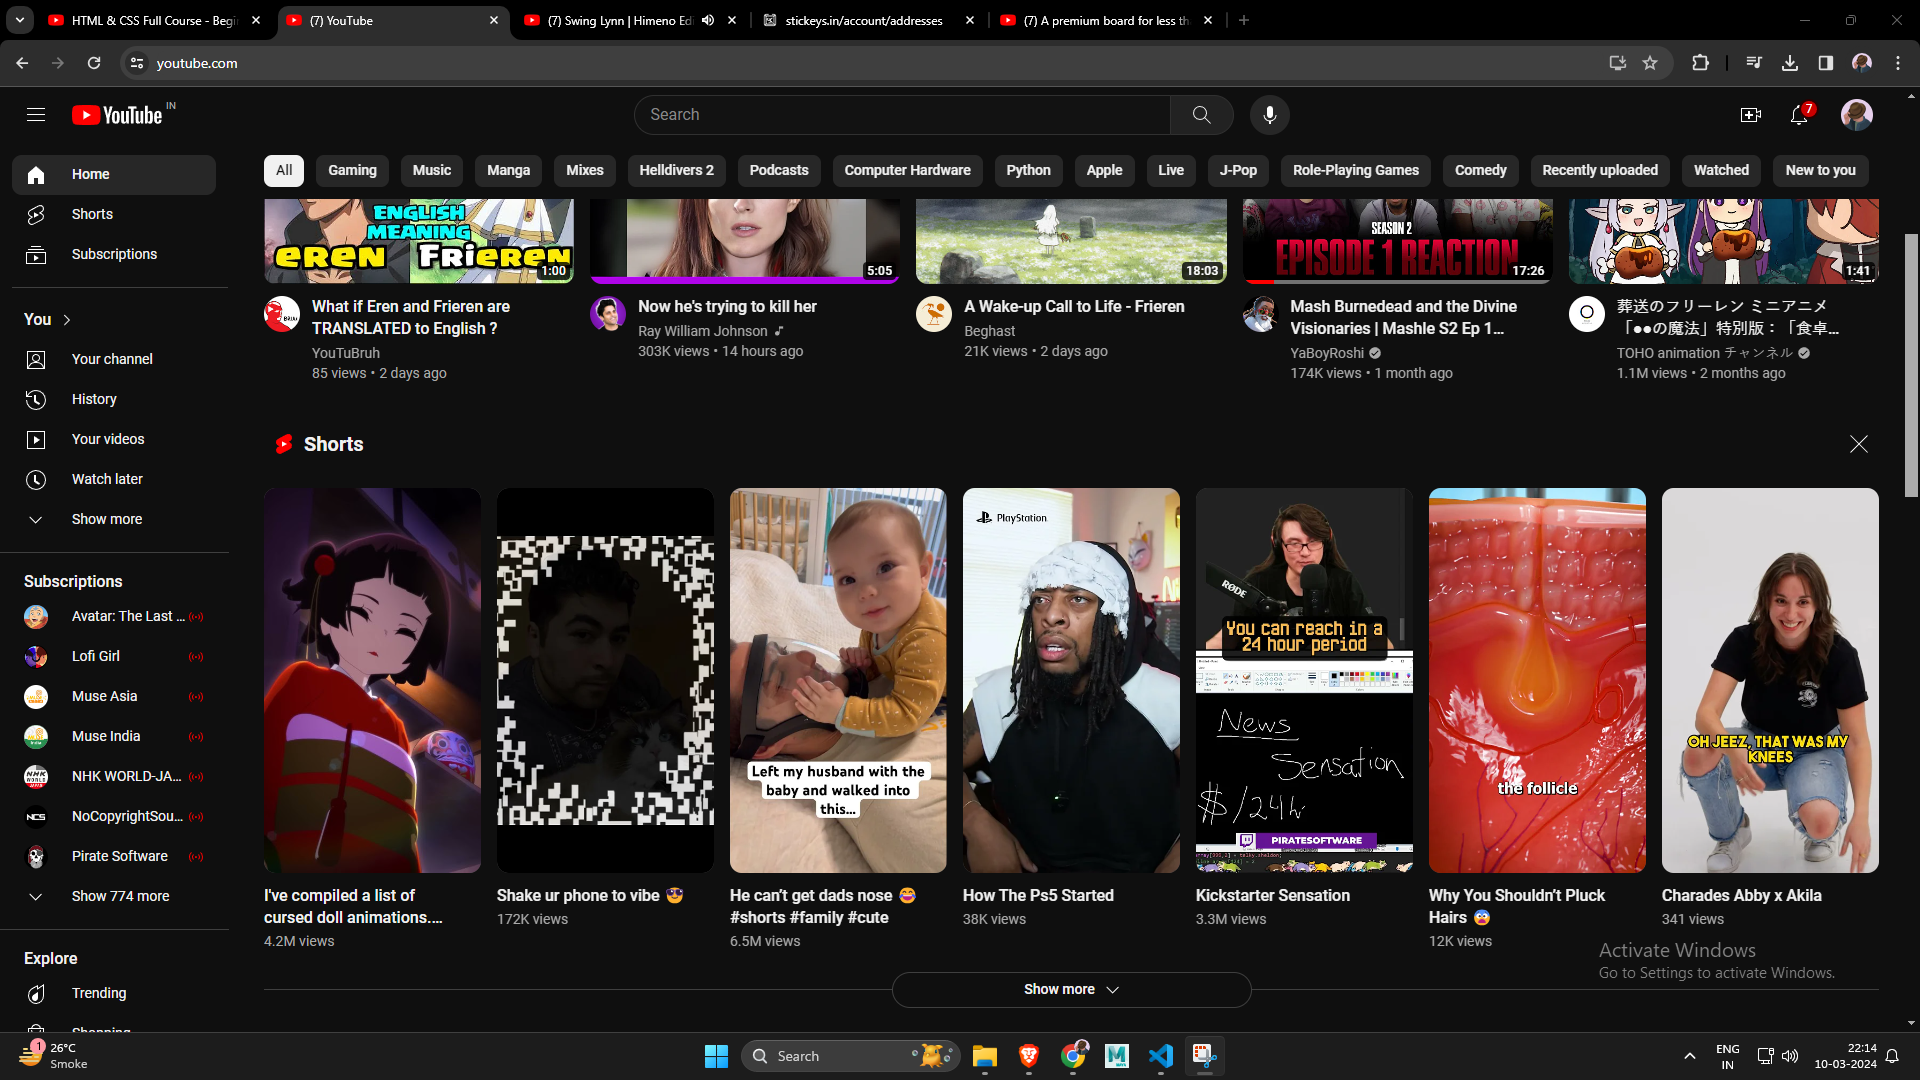 HTML & CSS Full Course - Begi
(7) YouTube
(7) Swing Lynn | Himeno Edi
stickeys.in/account/addresses
(7) A premium board for less th
youtube.com
YouTube IN
Search
7
All
Gaming
Music
Manga
Mixes
Helldivers 2
Podcasts
Computer Hardware
Python
Apple
Live
J-Pop
Role-Playing Games
Comedy
Recently uploaded
Watched
New to you
Home
Shorts
Subscriptions
You
Your channel
History
Your videos
Watch later
Show more
Subscriptions
Avatar: The Last ...
Lofi Girl
Muse Asia
Muse India
NHK WORLD-JA...
NoCopyrightSou...
Pirate Software
Show 774 more
Explore
Trending
Shopping
ENGLISH
MEANING
eren Frieren
1:00
What if Eren and Frieren are
TRANSLATED to English ?
YouTuBruh
85 views • 2 days ago
5:05
Now he's trying to kill her
Ray William Johnson
303K views • 14 hours ago
18:03
A Wake-up Call to Life - Frieren
Beghast
21K views • 2 days ago
SEASON 2
EPISODE 1 REACTION
17:26
Mash Burnedead and the Divine
Visionaries | Mashle S2 Ep 1...
YaBoyRoshi
174K views • 1 month ago
1:41
葬送のフリーレン ミニアニメ
「●●の魔法」特別版：「食卓...
TOHO animation チャンネル
1.1M views • 2 months ago
Shorts
I've compiled a list of
cursed doll animations....
4.2M views
Shake ur phone to vibe 😎
172K views
Left my husband with the
baby and walked into
this...
He can't get dads nose 😂
#shorts #family #cute
6.5M views
PlayStation
How The Ps5 Started
38K views
RØDE
You can reach in a
24 hour period
News
Sensation
$/24hr
PIRATESOFTWARE
Kickstarter Sensation
3.3M views
the follicle
Why You Shouldn't Pluck
Hairs 😨
12K views
OH JEEZ, THAT WAS MY
KNEES
Charades Abby x Akila
341 views
Show more
Activate Windows
Go to Settings to activate Windows.
1
26°C
Smoke
Search
ENG
IN
22:14
10-03-2024